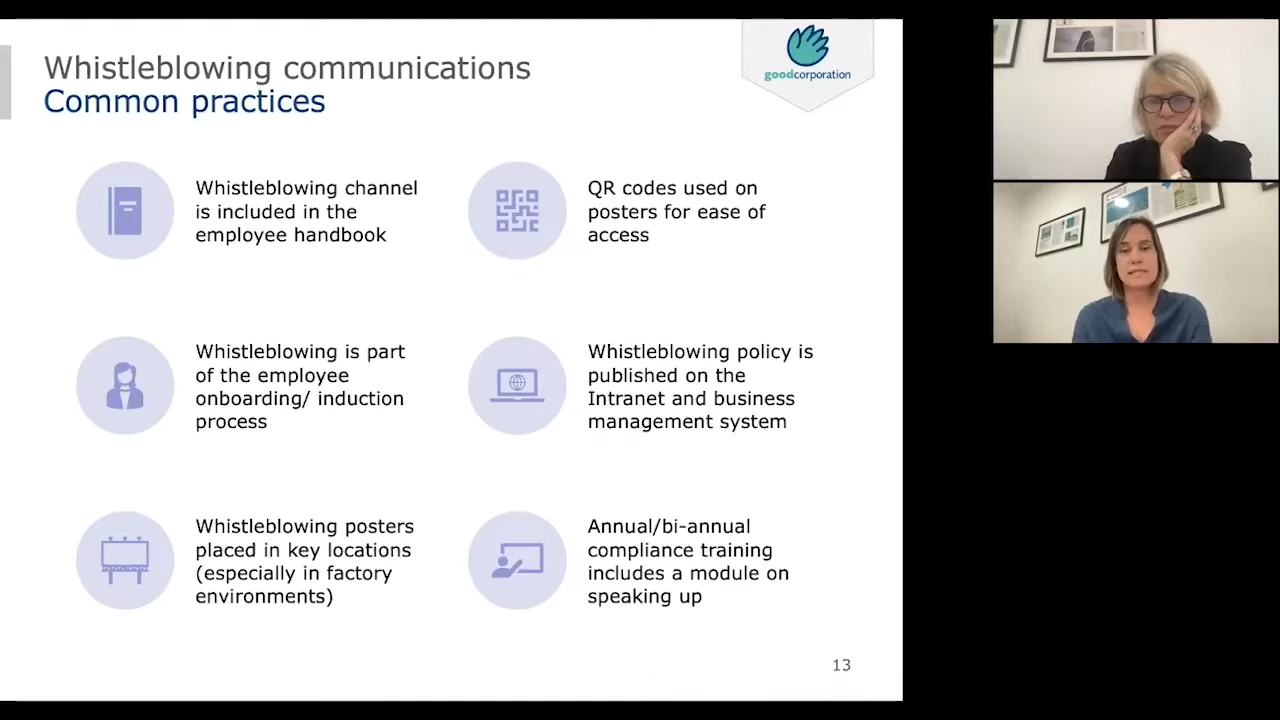 Whistleblowing communications
Common practices
goodcorporation
Whistleblowing channel
is included in the
employee handbook
QR codes used on
posters for ease of
access
Whistleblowing is part
of the employee
onboarding/ induction
process
Whistleblowing policy is
published on the
Intranet and business
management system
Whistleblowing posters
placed in key locations
(especially in factory
environments)
Annual/bi-annual
compliance training
includes a module on
speaking up
13